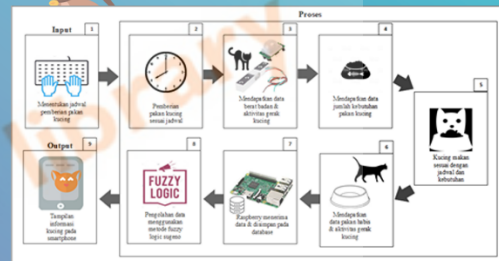 Proses
Input
1
Menentukan jadwal
pemberian pakan
kucing
2
Pemberian
pakan kucing
sesuai jadwal
3
Mendapatkan data
berat badan &
aktivitas gerak
kucing
4
Mendapatkan data
jumlah kebutuhan
pakan kucing
5
Kucing makan
sesuai dengan
jadwal dan
kebutuhan
6
Mendapatkan
data pakan habis
& aktivitas gerak
kucing
7
Raspberry menerima
data & disimpan pada
database
8
FUZZY
LOGIC
Pengolahan data
menggunakan
metode fuzzy
logic sugeno
Output
9
Tampilan
informasi
kucing pada
smartphone
library